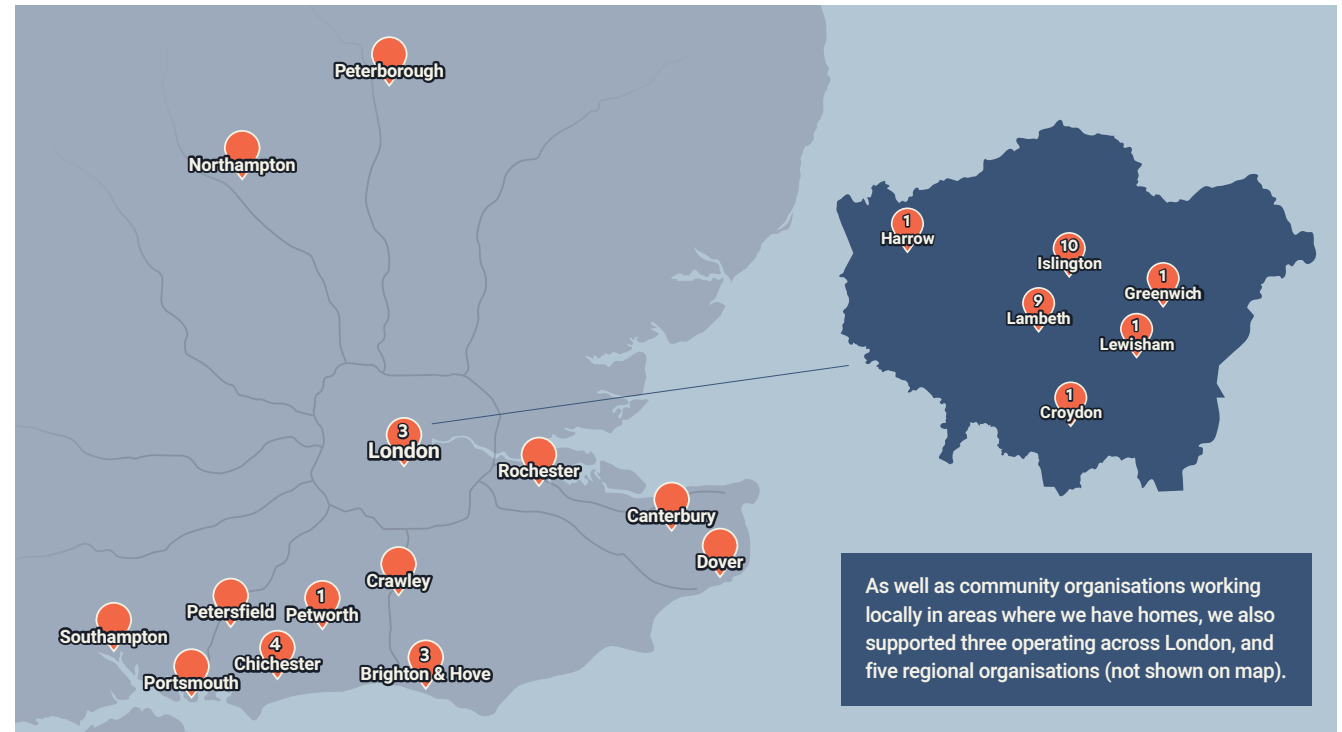 Peterborough
Northampton
3
London
Rochester
Canterbury
Dover
Crawley
Petersfield
1
Petworth
Southampton
4
Chichester
3
Brighton & Hove
Portsmouth
1
Harrow
10
Islington
1
Greenwich
9
Lambeth
1
Lewisham
1
Croydon
As well as community organisations working
locally in areas where we have homes, we also
supported three operating across London, and
five regional organisations (not shown on map).